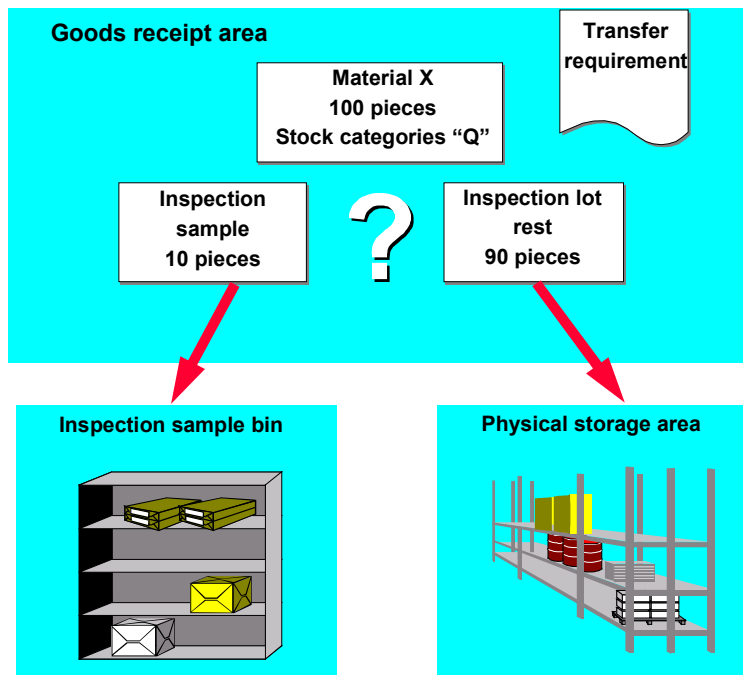 Goods receipt area
Transfer
requirement
Material X
100 pieces
Stock categories “Q”
Inspection
sample
10 pieces
?
Inspection lot
rest
90 pieces
Inspection sample bin
Physical storage area